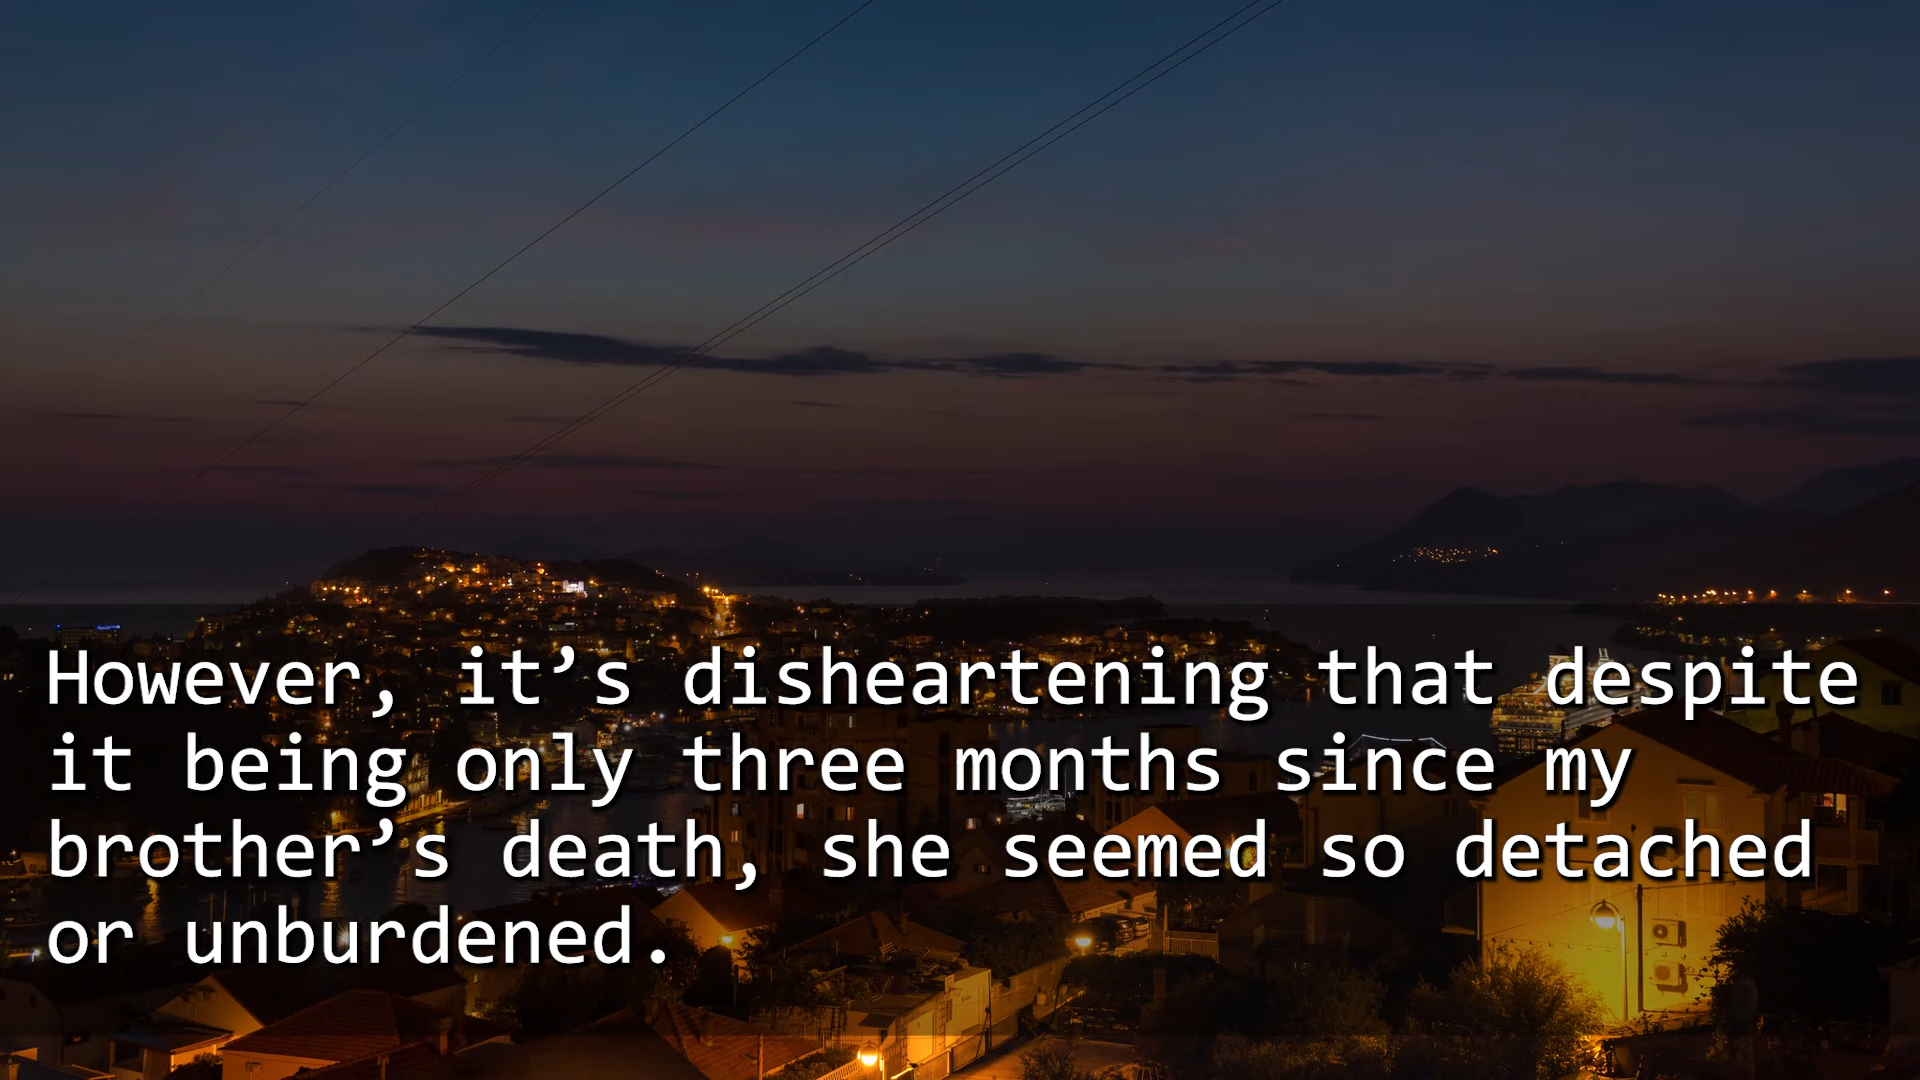 However, it’s disheartening that despite
it being only three months since my
brother’s death, she seemed so detached
or unburdened.